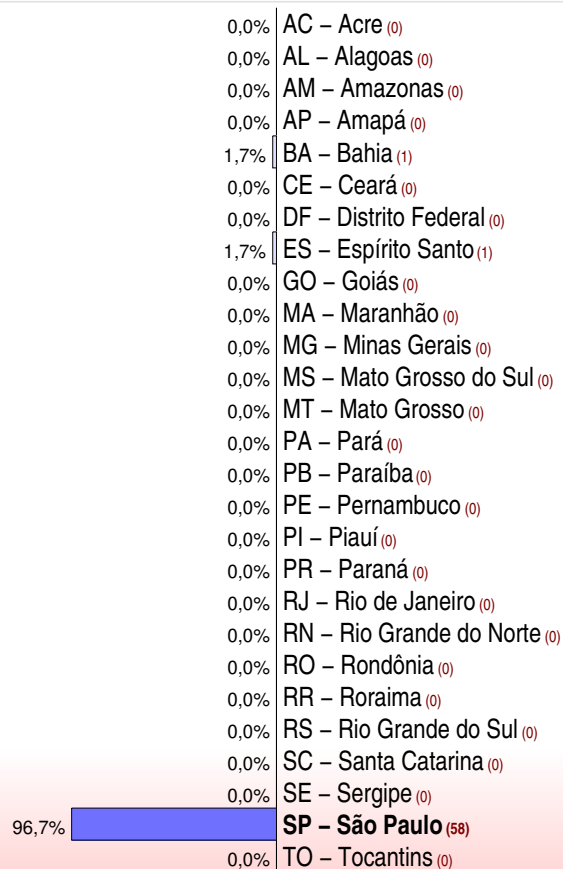 0,0% AC – Acre (0)
0,0% AL – Alagoas (0)
0,0% AM – Amazonas (0)
0,0% AP – Amapá (0)
1,7% BA – Bahia (1)
0,0% CE – Ceará (0)
0,0% DF – Distrito Federal (0)
1,7% ES – Espírito Santo (1)
0,0% GO – Goiás (0)
0,0% MA – Maranhão (0)
0,0% MG – Minas Gerais (0)
0,0% MS – Mato Grosso do Sul (0)
0,0% MT – Mato Grosso (0)
0,0% PA – Pará (0)
0,0% PB – Paraíba (0)
0,0% PE – Pernambuco (0)
0,0% PI – Piauí (0)
0,0% PR – Paraná (0)
0,0% RJ – Rio de Janeiro (0)
0,0% RN – Rio Grande do Norte (0)
0,0% RO – Rondônia (0)
0,0% RR – Roraima (0)
0,0% RS – Rio Grande do Sul (0)
0,0% SC – Santa Catarina (0)
0,0% SE – Sergipe (0)
96,7% SP – São Paulo (58)
0,0% TO – Tocantins (0)